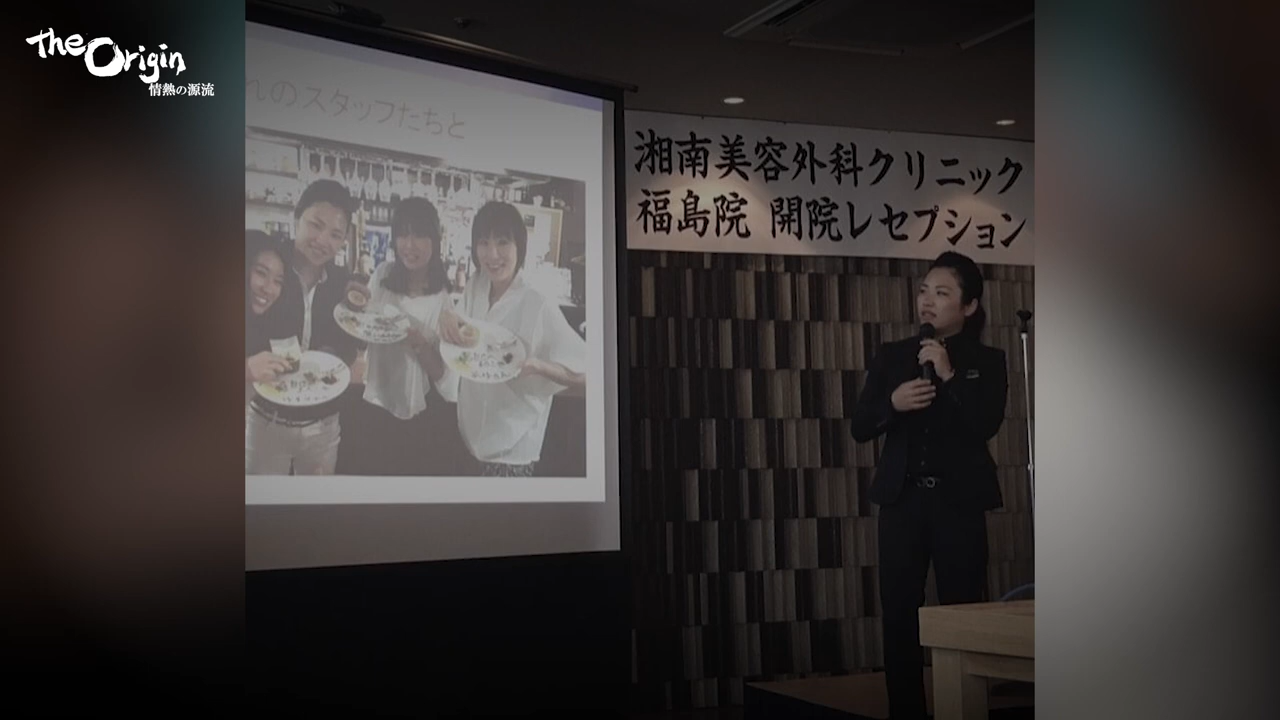 The Origin
情熱の源流
んのスタッフたちと
湘南美容外科クリニック
福島院 開院レセプション